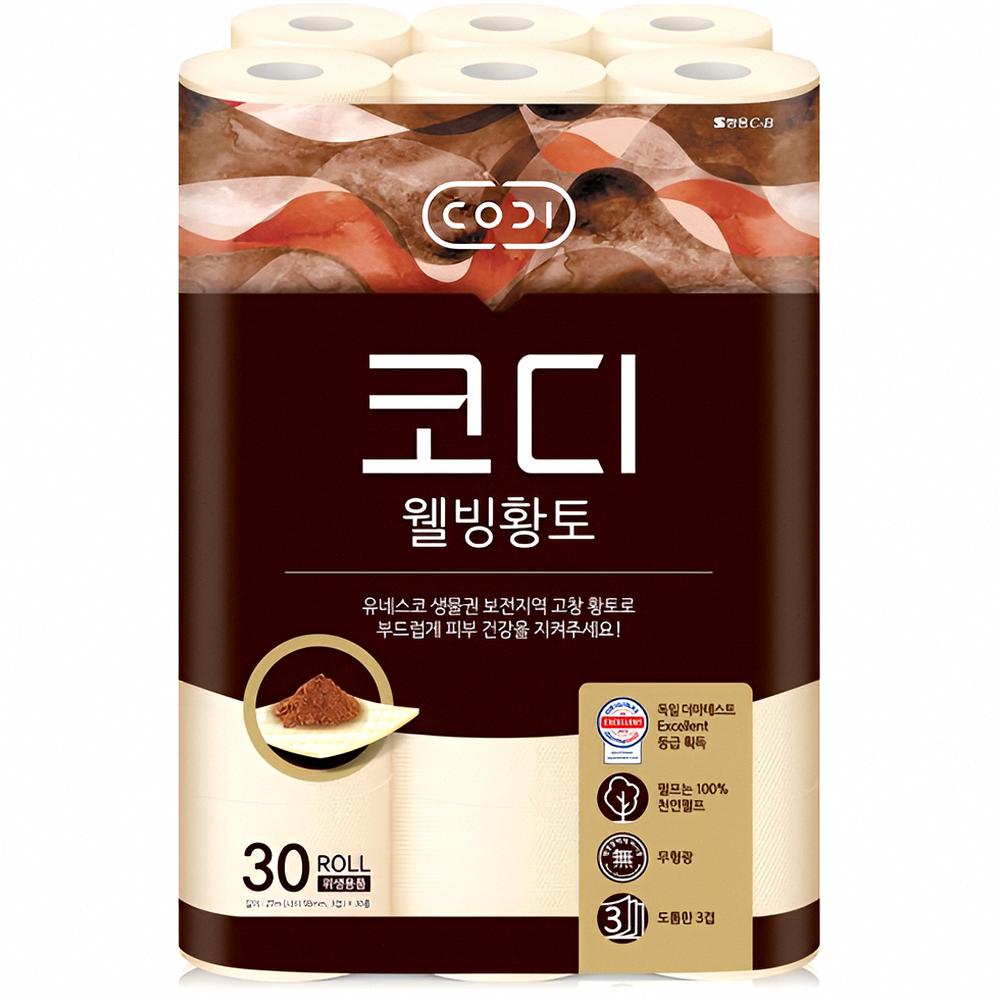 쌍용C&B
CODI
코디
웰빙황토
유네스코 생물권 보전지역 고창 황토로
부드럽게 피부 건강을 지켜주세요!
독일 더마테스트
Excellent
등급 획득
펄프는 100%
천연펄프
無
무형광
3
도톰한 3겹
30 ROLL
위생용품